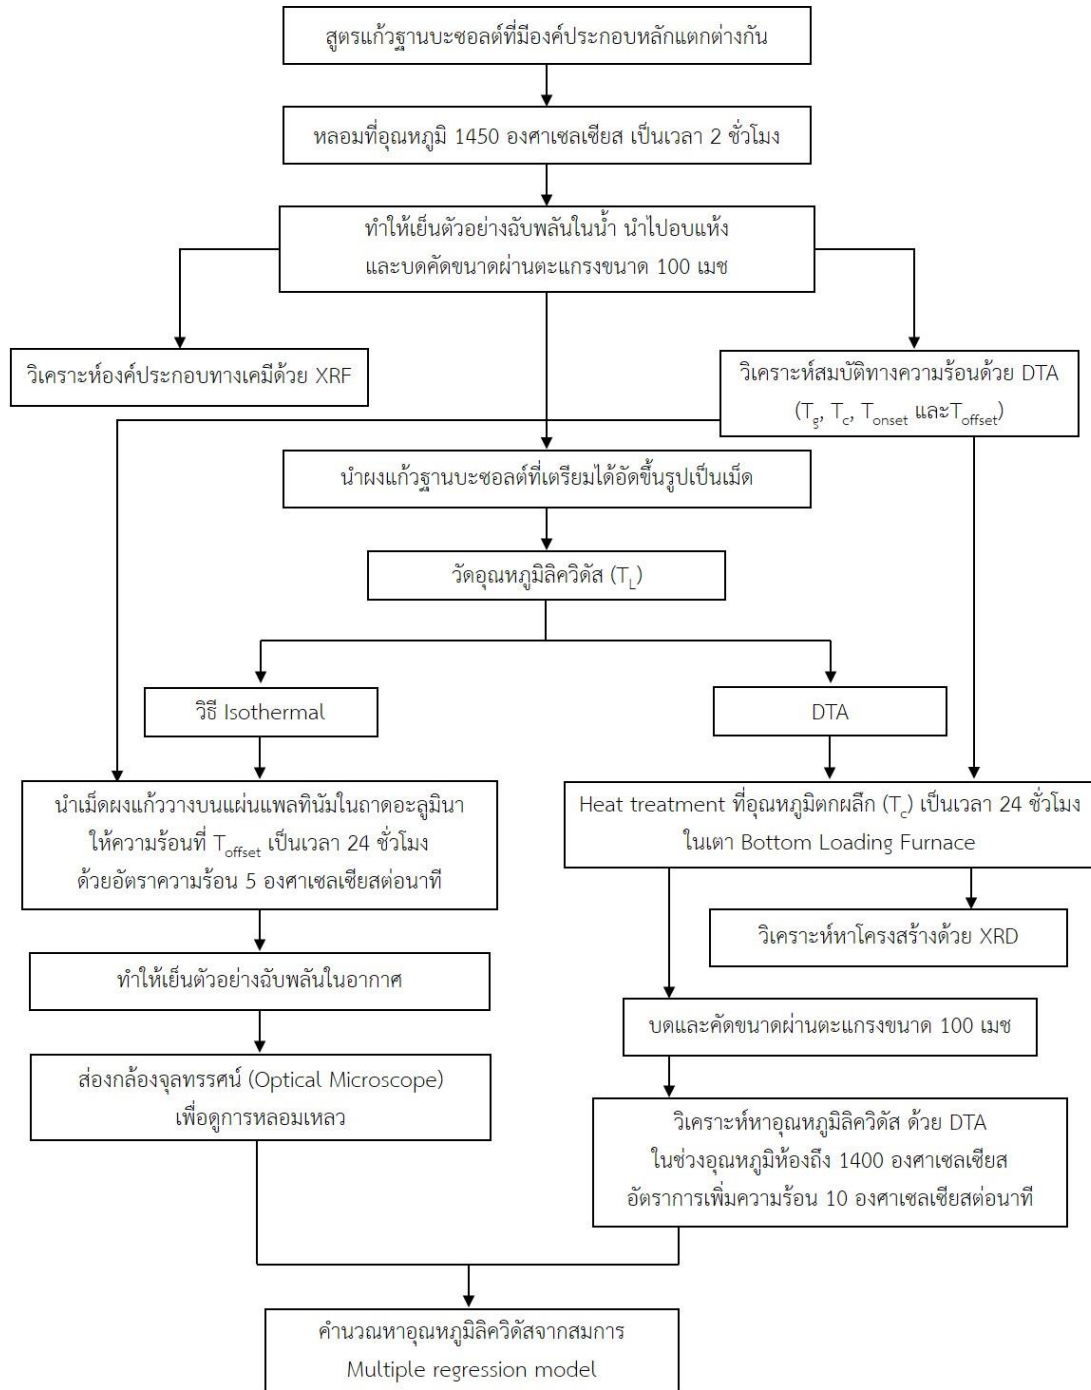 สูตรแก้วฐานบะซอลต์ที่มีองค์ประกอบหลักแตกต่างกัน
หลอมที่อุณหภูมิ 1450 องศาเซลเซียส เป็นเวลา 2 ชั่วโมง
ทำให้เย็นตัวอย่างฉับพลันในน้ำ นำไปอบแห้ง
และบดคัดขนาดผ่านตะแกรงขนาด 100 เมช
วิเคราะห์องค์ประกอบทางเคมีด้วย XRF
วิเคราะห์สมบัติทางความร้อนด้วย DTA
(Tg, Tc, Tonset และToffset)
นำผงแก้วฐานบะซอลต์ที่เตรียมได้อัดขึ้นรูปเป็นเม็ด
วัดอุณหภูมิลิควิดัส (TL)
วิธี Isothermal
DTA
นำเม็ดผงแก้ววางบนแผ่นแพลทินัมในถาดอะลูมินา
ให้ความร้อนที่ Toffset เป็นเวลา 24 ชั่วโมง
ด้วยอัตราความร้อน 5 องศาเซลเซียสต่อนาที
Heat treatment ที่อุณหภูมิตกผลึก (Tc) เป็นเวลา 24 ชั่วโมง
ในเตา Bottom Loading Furnace
วิเคราะห์หาโครงสร้างด้วย XRD
ทำให้เย็นตัวอย่างฉับพลันในอากาศ
บดและคัดขนาดผ่านตะแกรงขนาด 100 เมช
ส่องกล้องจุลทรรศน์ (Optical Microscope)
เพื่อดูการหลอมเหลว
วิเคราะห์หาอุณหภูมิลิควิดัส ด้วย DTA
ในช่วงอุณหภูมิห้องถึง 1400 องศาเซลเซียส
อัตราการเพิ่มความร้อน 10 องศาเซลเซียสต่อนาที
คำนวณหาอุณหภูมิลิควิดัสจากสมการ
Multiple regression model